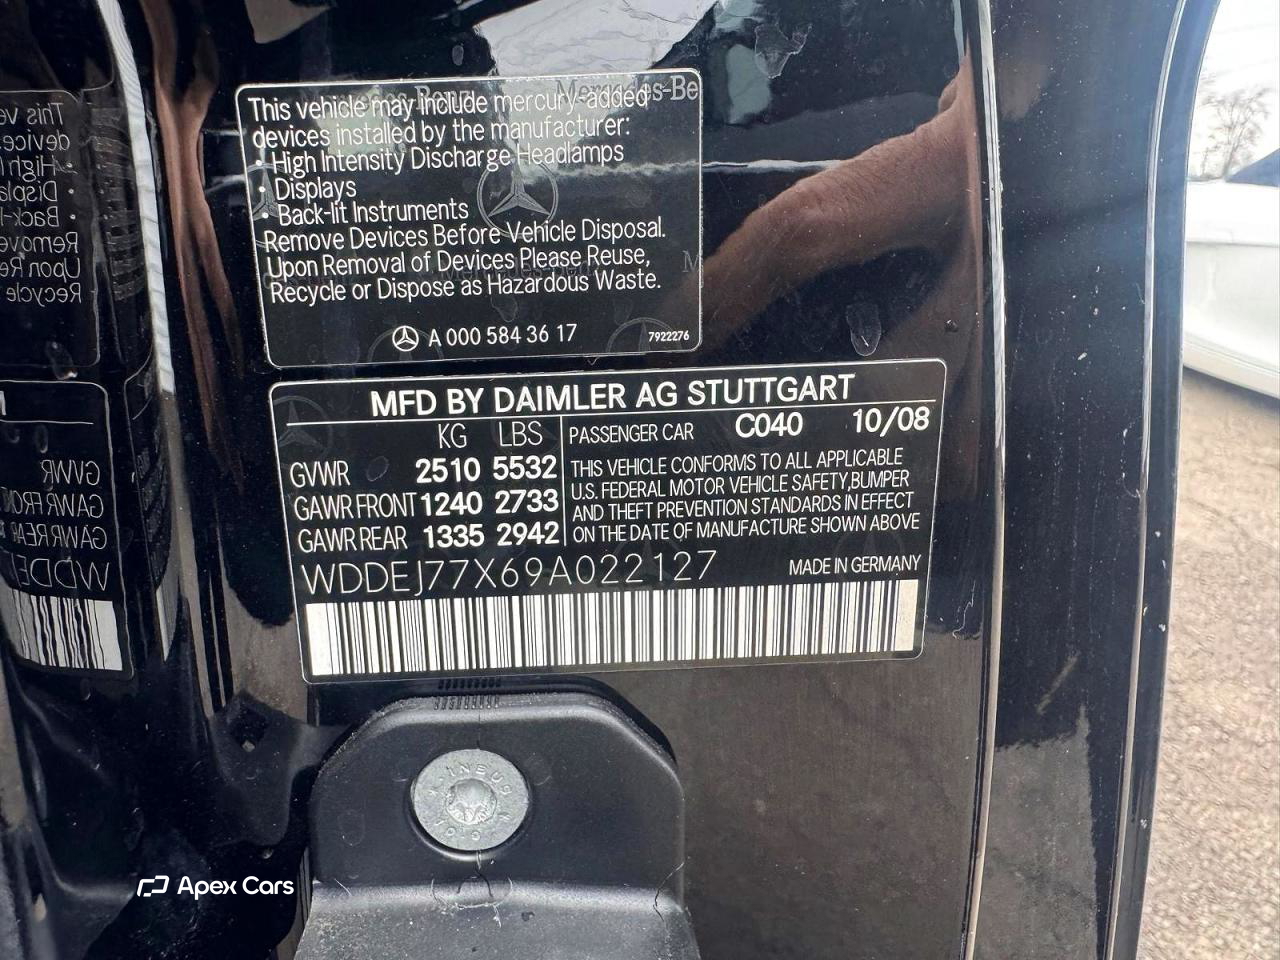 This vehicle may include mercury-added
devices installed by the manufacturer:
• High Intensity Discharge Headlamps
• Displays
• Back-lit Instruments
Remove Devices Before Vehicle Disposal.
Upon Removal of Devices Please Reuse,
Recycle or Dispose as Hazardous Waste.
A 000 584 36 17 7922276
MFD BY DAIMLER AG STUTTGART
KG LBS PASSENGER CAR C040 10/08
GVWR 2510 5532
GAWR FRONT 1240 2733
GAWR REAR 1335 2942
THIS VEHICLE CONFORMS TO ALL APPLICABLE
U.S. FEDERAL MOTOR VEHICLE SAFETY,BUMPER
AND THEFT PREVENTION STANDARDS IN EFFECT
ON THE DATE OF MANUFACTURE SHOWN ABOVE
WDDEJ77X69A022127 MADE IN GERMANY
Apex Cars